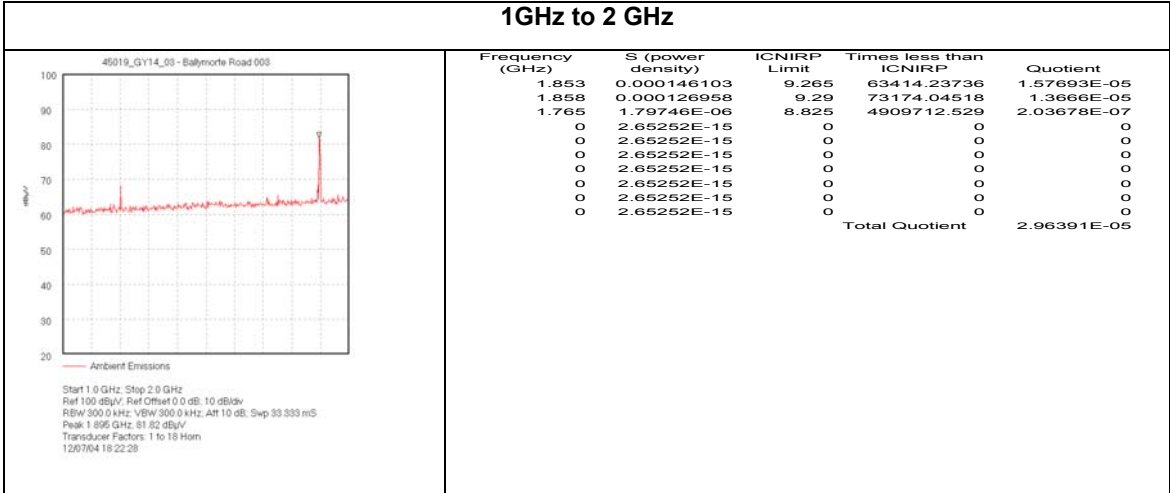 1GHz to 2 GHz
45019_GY14_03 - Ballymorte Road 003
100
90
80
70
60
50
40
30
20
dBµV
Ambient Emissions
Start 1.0 GHz; Stop 2.0 GHz
Ref 100 dBµV; Ref Offset 0.0 dB; 10 dB/div
RBW 300.0 kHz; VBW 300.0 kHz; Att 10 dB; Swp 33.333 mS
Peak 1.895 GHz, 81.82 dBµV
Transducer Factors: 1 to 18 Horn
12/07/04 18:22:28
Frequency (GHz) S (power density) ICNIRP Limit Times less than ICNIRP Quotient
1.853 0.000146103 9.265 63414.23736 1.57693E-05
1.858 0.000126958 9.29 73174.04518 1.3666E-05
1.765 1.79746E-06 8.825 4909712.529 2.03678E-07
0 2.65252E-15 0 0 0
0 2.65252E-15 0 0 0
0 2.65252E-15 0 0 0
0 2.65252E-15 0 0 0
0 2.65252E-15 0 0 0
0 2.65252E-15 0 0 0
0 2.65252E-15 0 0 0
Total Quotient 2.96391E-05